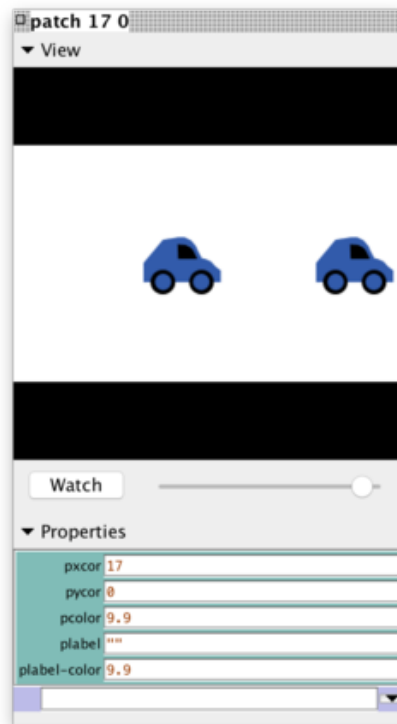 patch 17 0
View
Watch
Properties
pxcor 17
pycor 0
pcolor 9.9
plabel ""
plabel-color 9.9